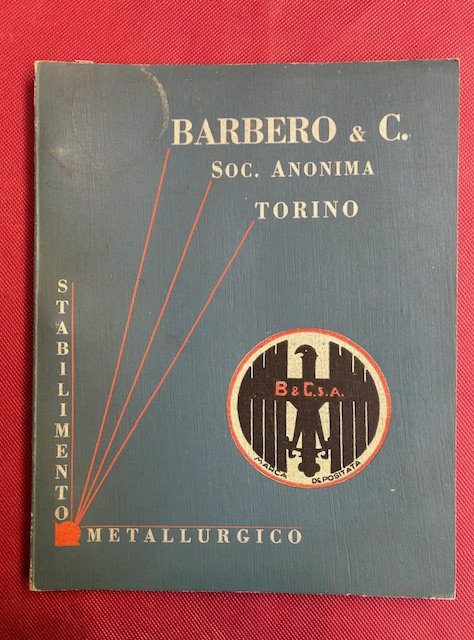 BARBERO & C.
SOC. ANONIMA
TORINO
STABILIMENTO
METALLURGICO
B & C.S.A.
MARCA DEPOSITATA